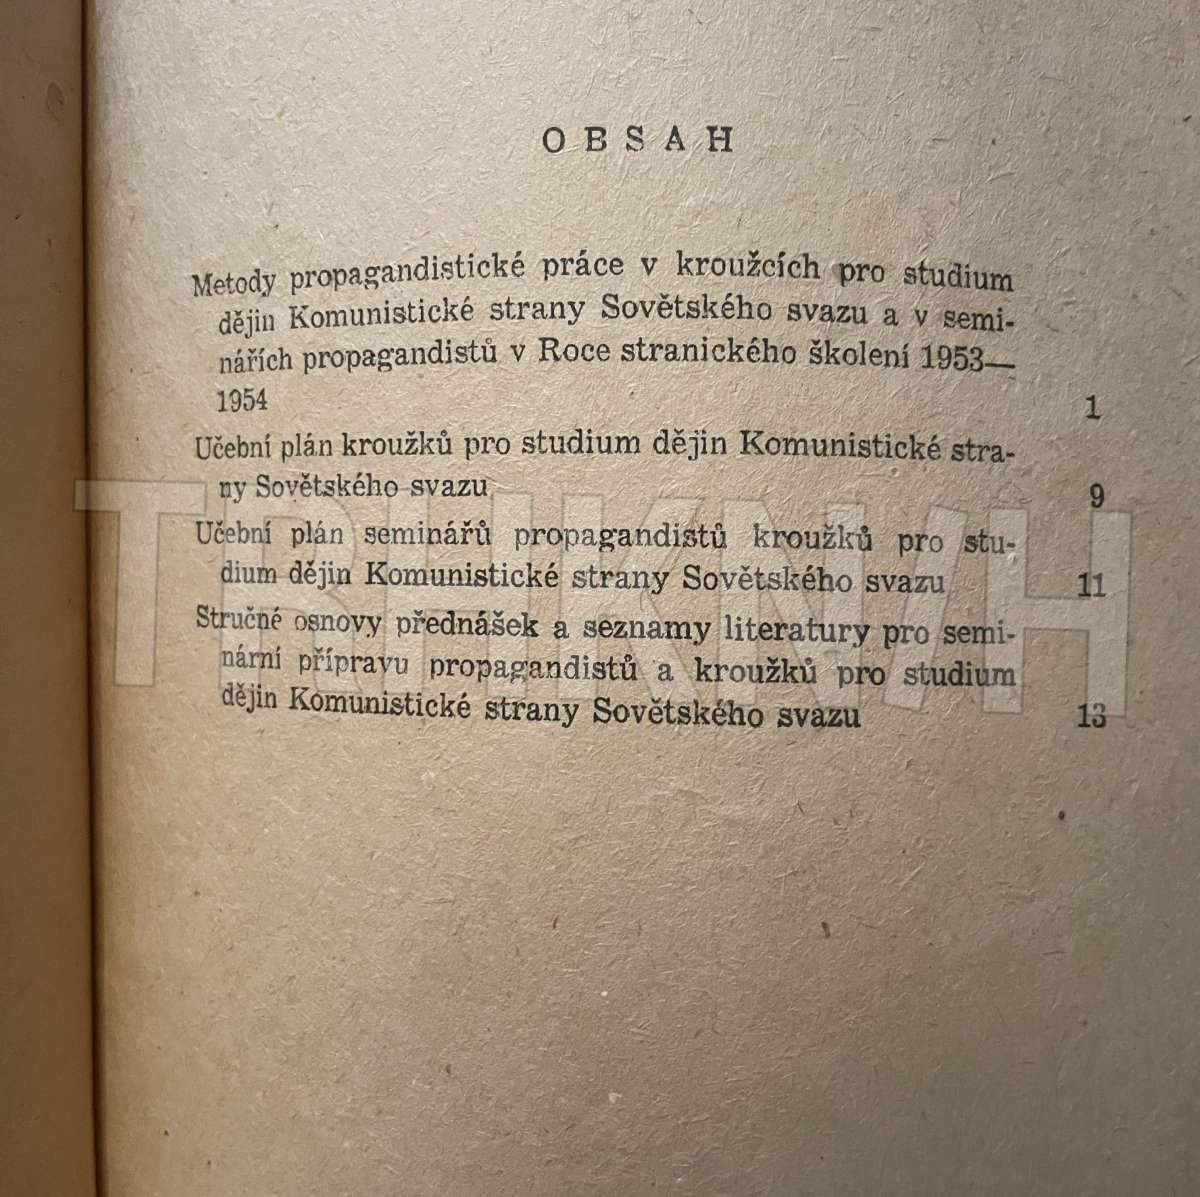 OBSAH
Metody propagandistické práce v kroužcích pro studium
dějin Komunistické strany Sovětského svazu a v semi-
nářích propagandistů v Roce stranického školení 1953—
1954 1
Učební plán kroužků pro studium dějin Komunistické stra-
ny Sovětského svazu 9
Učební plán seminářů propagandistů kroužků pro stu-
dium dějin Komunistické strany Sovětského svazu 11
Stručné osnovy přednášek a seznamy literatury pro semi-
nární přípravu propagandistů a kroužků pro studium
dějin Komunistické strany Sovětského svazu 13
TRHKNIH